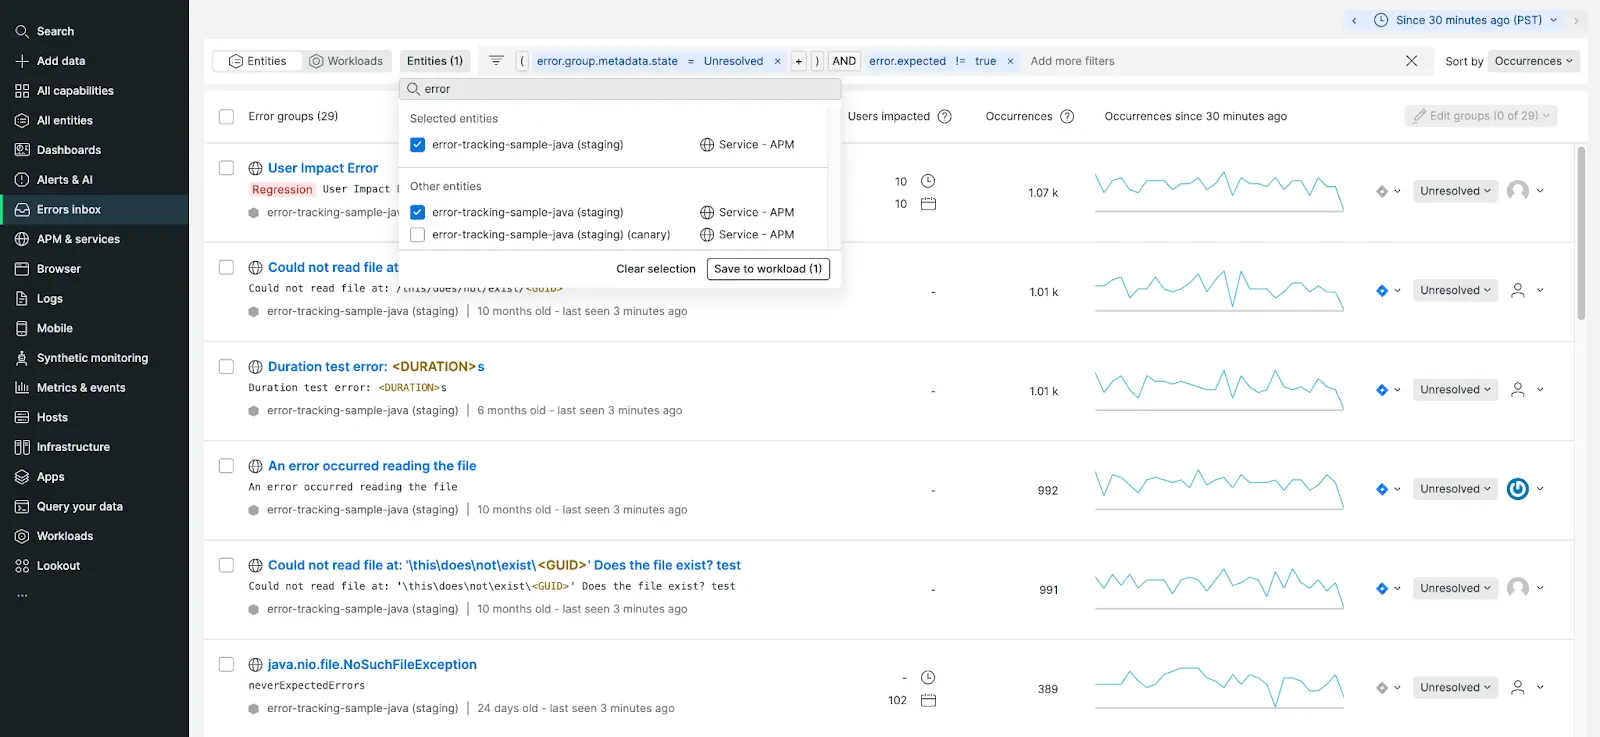 Search
Add data
All capabilities
All entities
Dashboards
Alerts & AI
Errors inbox
APM & services
Browser
Logs
Mobile
Synthetic monitoring
Metrics & events
Hosts
Infrastructure
Apps
Query your data
Workloads
Lookout
...
Since 30 minutes ago (PST)
Entities Workloads Entities (1) ( error.group.metadata.state = Unresolved × + ) AND error.expected != true × Add more filters Sort by Occurrences
error
Selected entities
error-tracking-sample-java (staging) Service - APM
Other entities
error-tracking-sample-java (staging) Service - APM
error-tracking-sample-java (staging) (canary) Service - APM
Clear selection Save to workload (1)
Error groups (29) Users impacted Occurrences Occurrences since 30 minutes ago Edit groups (0 of 29)
User Impact Error
Regression User Impact
error-tracking-sample-jav
10
10
1.07 k
Unresolved
Could not read file at
Could not read file at: /this/does/not/exist/<GUID>
error-tracking-sample-java (staging) | 10 months old - last seen 3 minutes ago
-
1.01 k
Unresolved
Duration test error: <DURATION>s
Duration test error: <DURATION>s
error-tracking-sample-java (staging) | 6 months old - last seen 3 minutes ago
-
1.01 k
Unresolved
An error occurred reading the file
An error occurred reading the file
error-tracking-sample-java (staging) | 10 months old - last seen 3 minutes ago
-
992
Unresolved
Could not read file at: '\this\does\not\exist\<GUID>' Does the file exist? test
Could not read file at: '\this\does\not\exist\<GUID>' Does the file exist? test
error-tracking-sample-java (staging) | 10 months old - last seen 3 minutes ago
-
991
Unresolved
java.nio.file.NoSuchFileException
neverExpectedErrors
error-tracking-sample-java (staging) | 24 days old - last seen 3 minutes ago
-
102
389
Unresolved